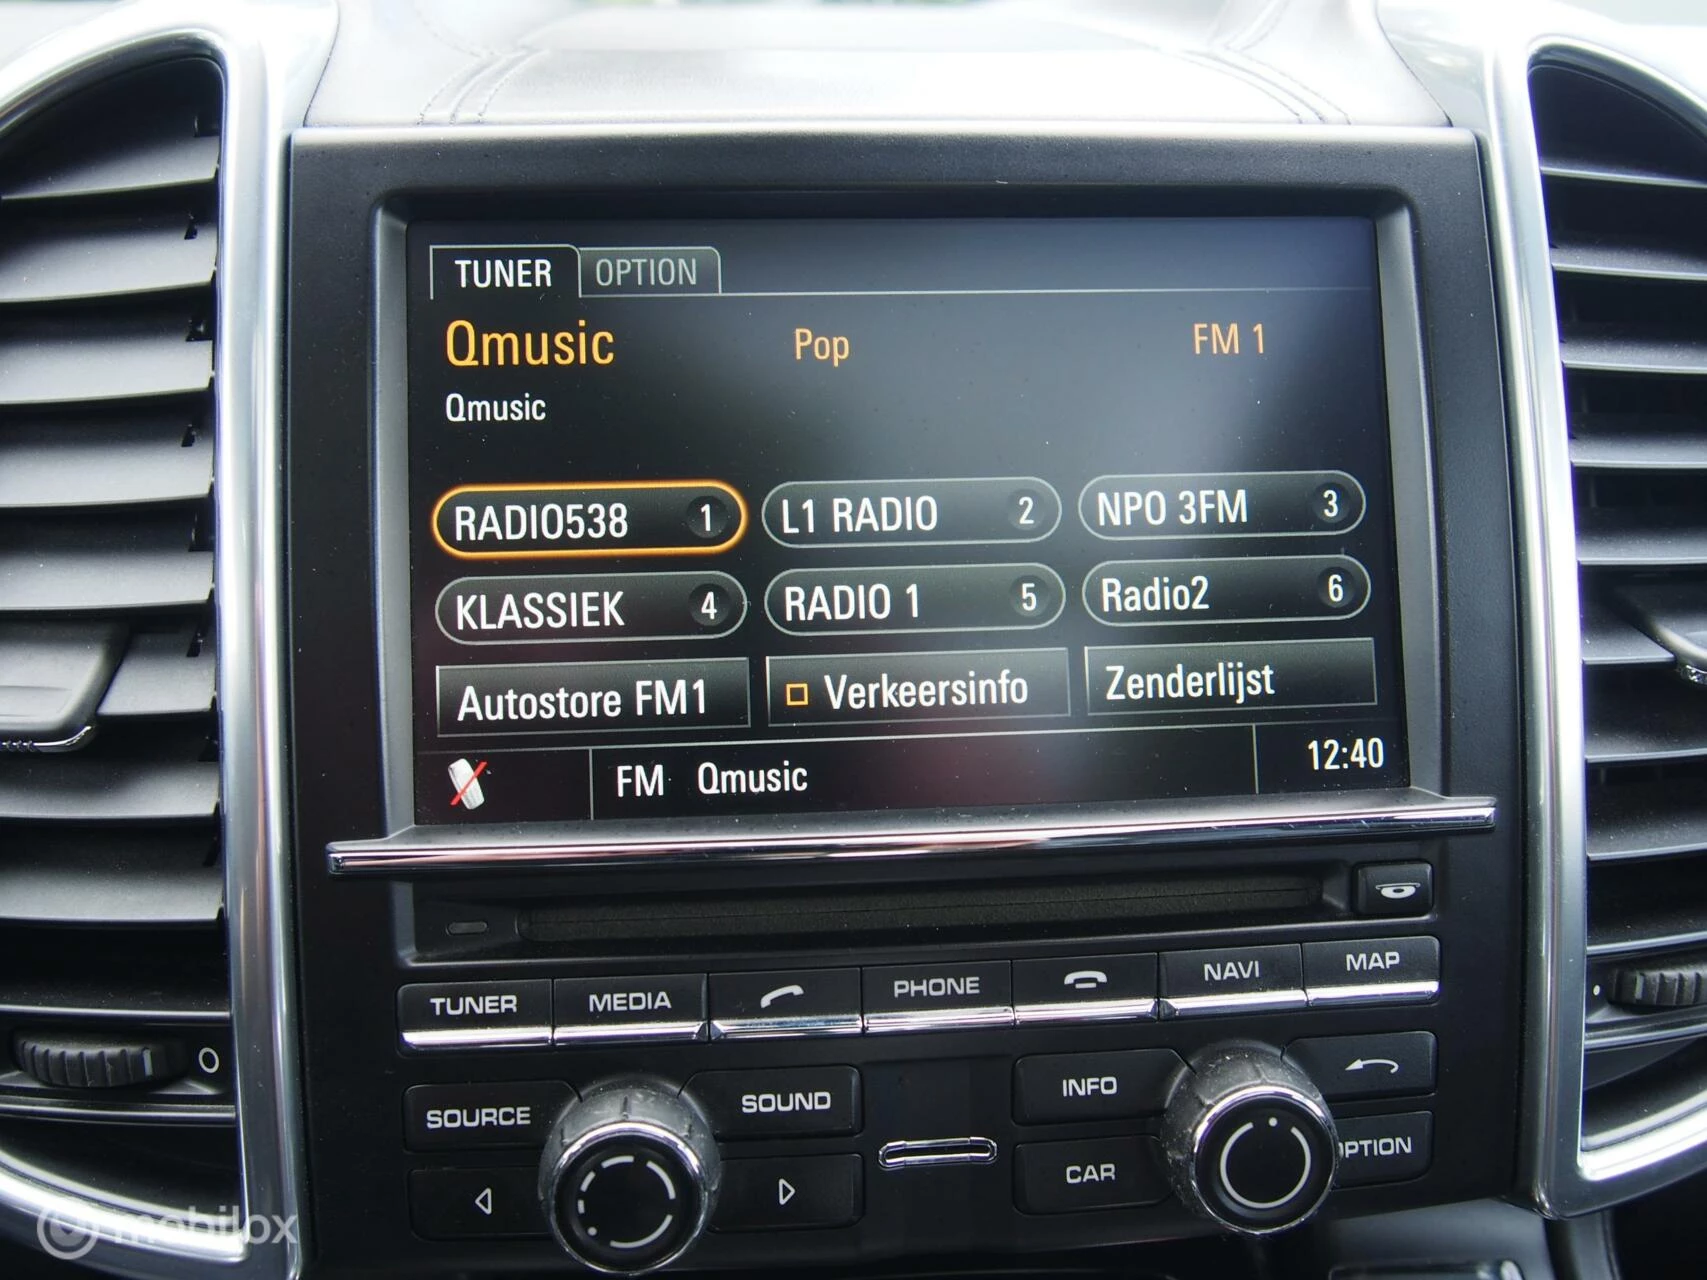 TUNER OPTION
Qmusic Pop FM 1
Qmusic
RADIO538 1 L1 RADIO 2 NPO 3FM 3
KLASSIEK 4 RADIO 1 5 Radio2 6
Autostore FM1 Verkeersinfo Zenderlijst
FM Qmusic 12:40
TUNER MEDIA PHONE NAVI MAP
SOURCE SOUND INFO OPTION
CAR
mobilox